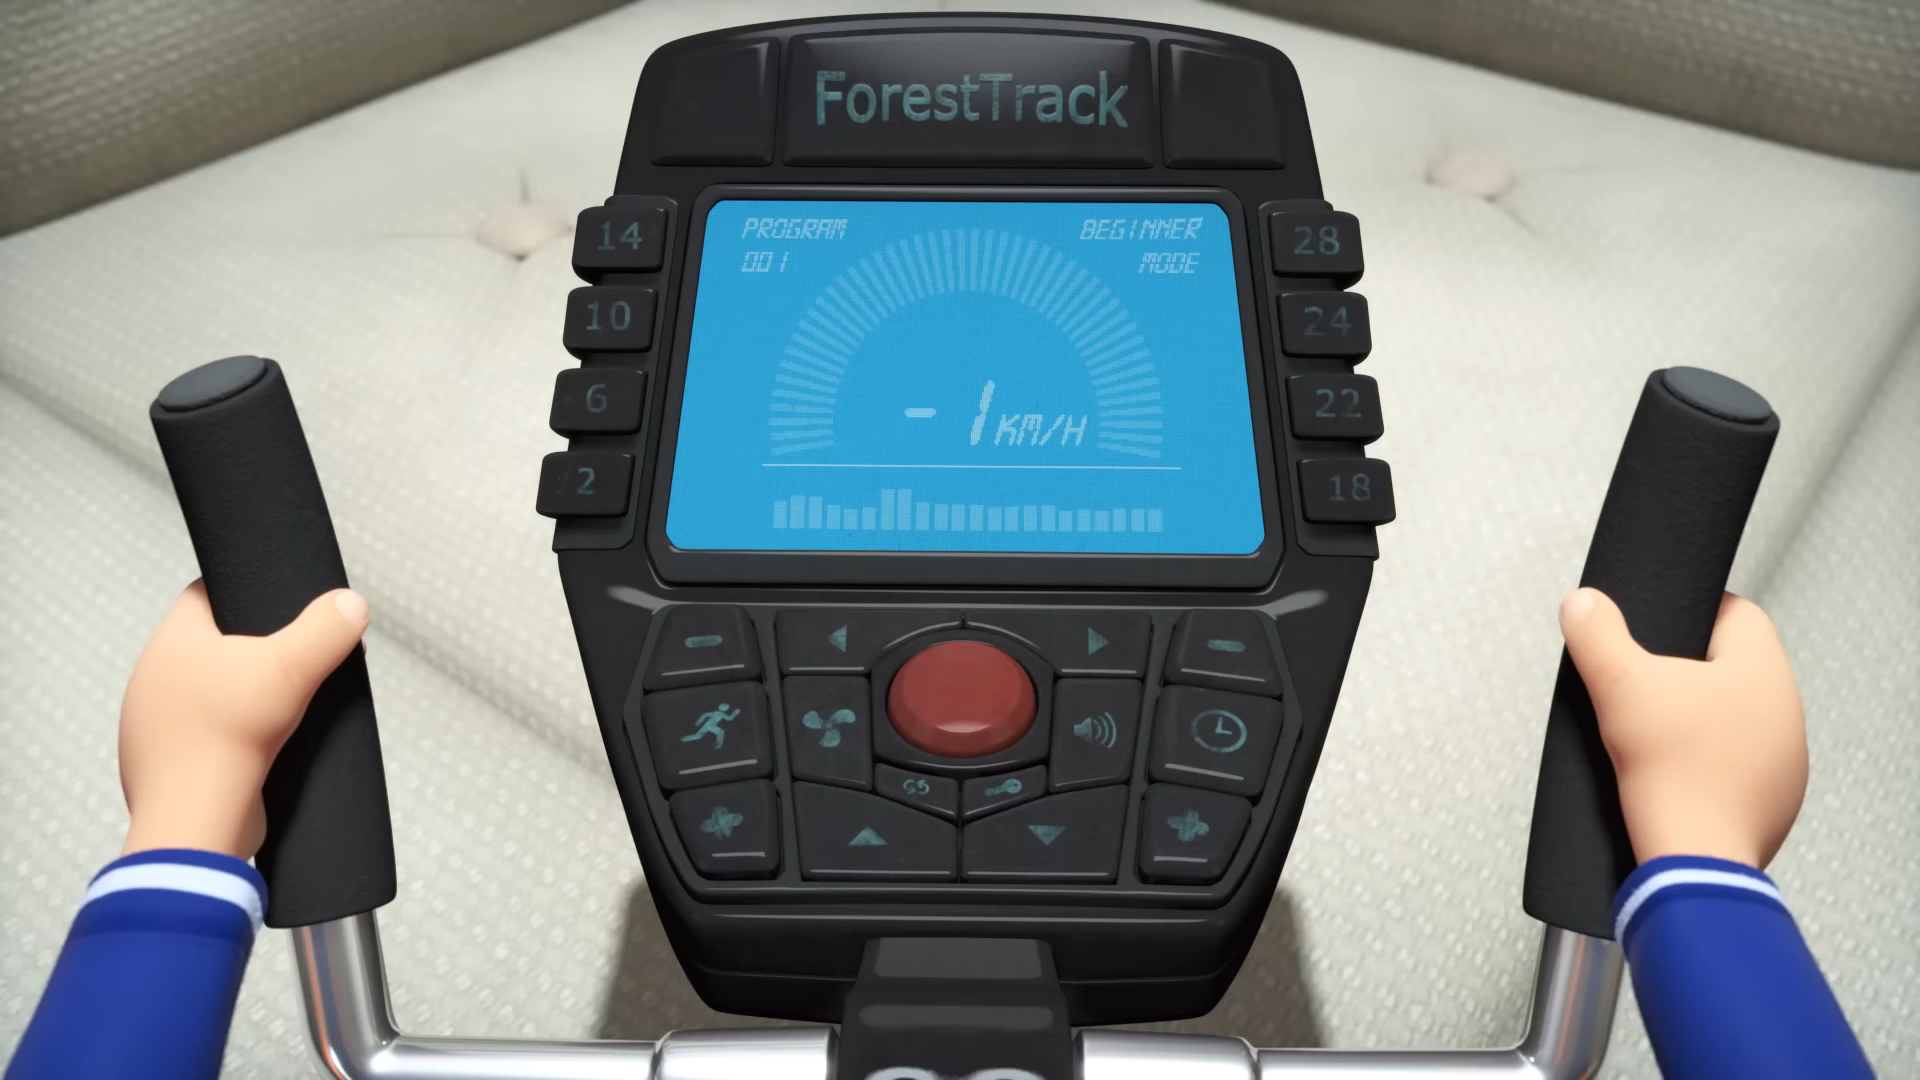 ForestTrack
PROGRAM
001
BEGINNER
MODE
14
10
6
2
28
24
22
18
- 1 KM/H